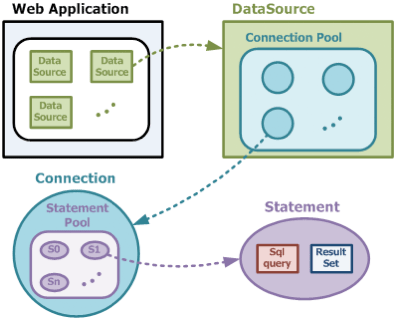 Web Application
Data
Source
Data
Source
Data
Source
DataSource
Connection Pool
Connection
Statement
Pool
S0
S1
Sn
Statement
Sql
query
Result
Set